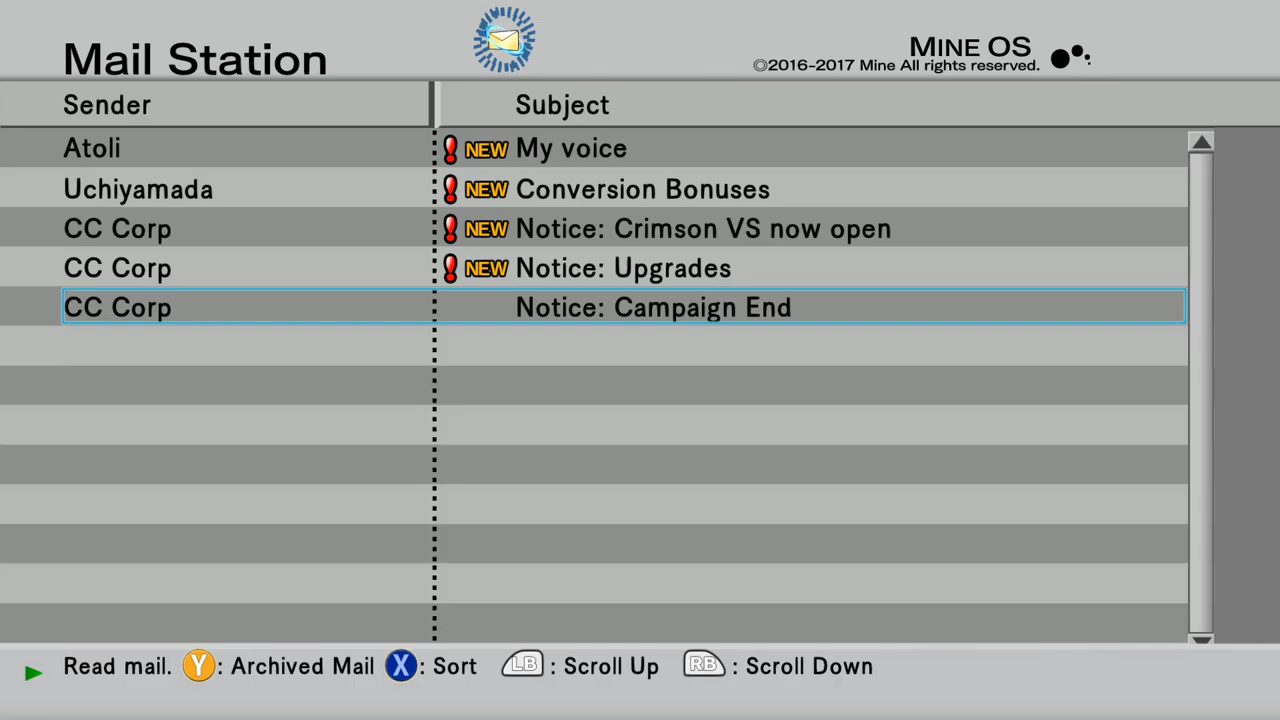 Mail Station
MINE OS
©2016-2017 Mine All rights reserved.
Sender Subject
Atoli NEW My voice
Uchiyamada NEW Conversion Bonuses
CC Corp NEW Notice: Crimson VS now open
CC Corp NEW Notice: Upgrades
CC Corp Notice: Campaign End
Read mail. Y : Archived Mail X : Sort LB : Scroll Up RB : Scroll Down